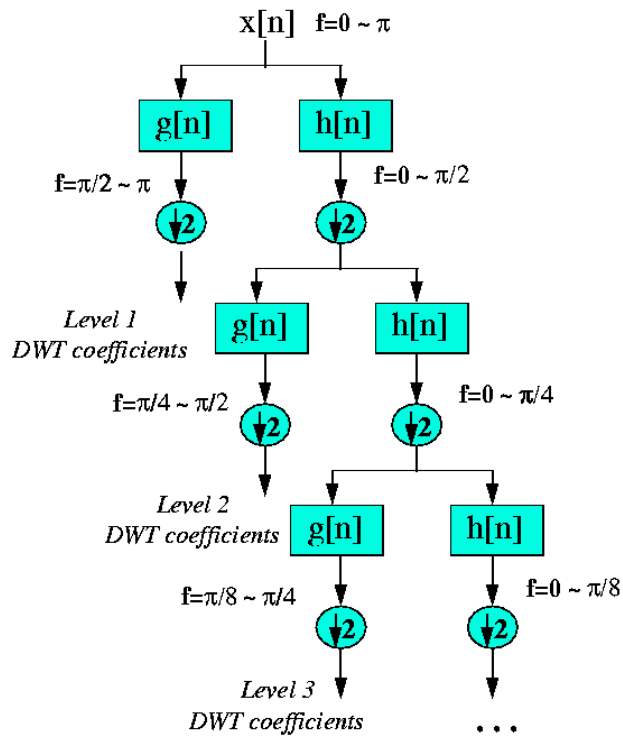 x[n] f=0 ~ π
g[n] h[n]
f=π/2 ~ π f=0 ~ π/2
2 2
Level 1
DWT coefficients
g[n] h[n]
f=π/4 ~ π/2 f=0 ~ π/4
2 2
Level 2
DWT coefficients
g[n] h[n]
f=π/8 ~ π/4 f=0 ~ π/8
2 2
Level 3
DWT coefficients
...